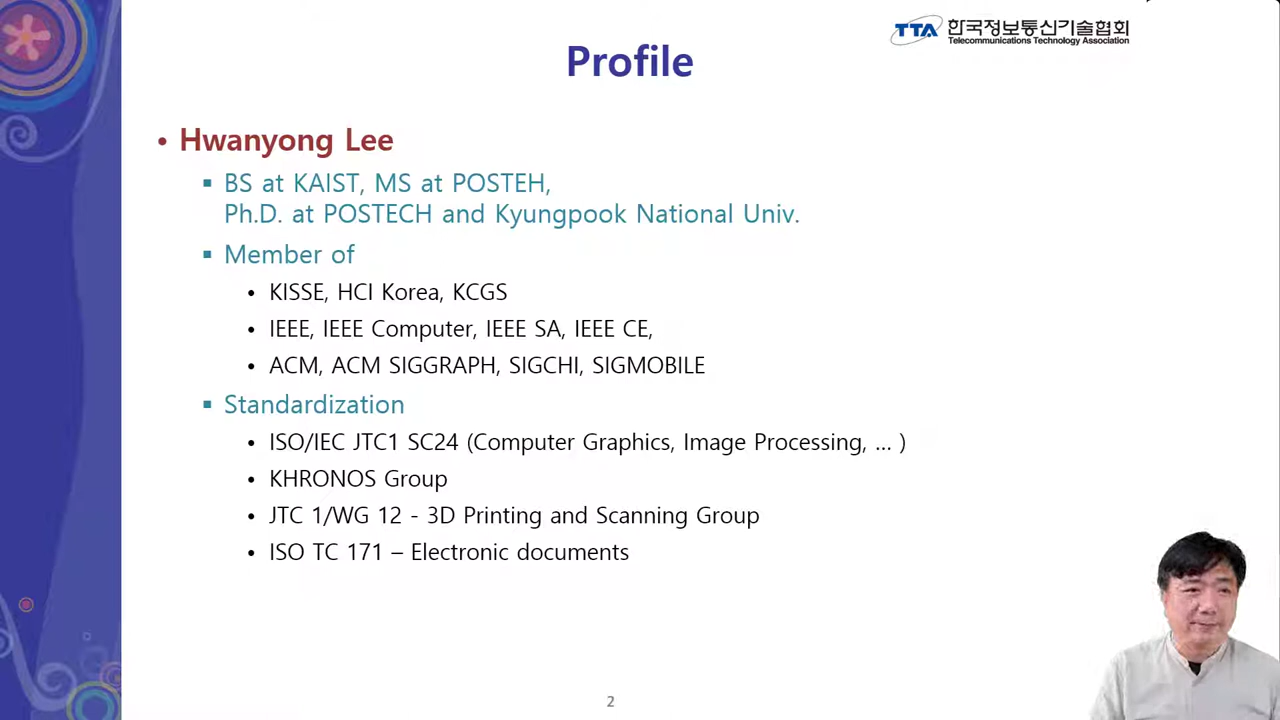 TTA 한국정보통신기술협회
Telecommunications Technology Association
Profile
• Hwanyong Lee
▪ BS at KAIST, MS at POSTEH,
Ph.D. at POSTECH and Kyungpook National Univ.
▪ Member of
• KISSE, HCI Korea, KCGS
• IEEE, IEEE Computer, IEEE SA, IEEE CE,
• ACM, ACM SIGGRAPH, SIGCHI, SIGMOBILE
▪ Standardization
• ISO/IEC JTC1 SC24 (Computer Graphics, Image Processing, ... )
• KHRONOS Group
• JTC 1/WG 12 - 3D Printing and Scanning Group
• ISO TC 171 – Electronic documents
2